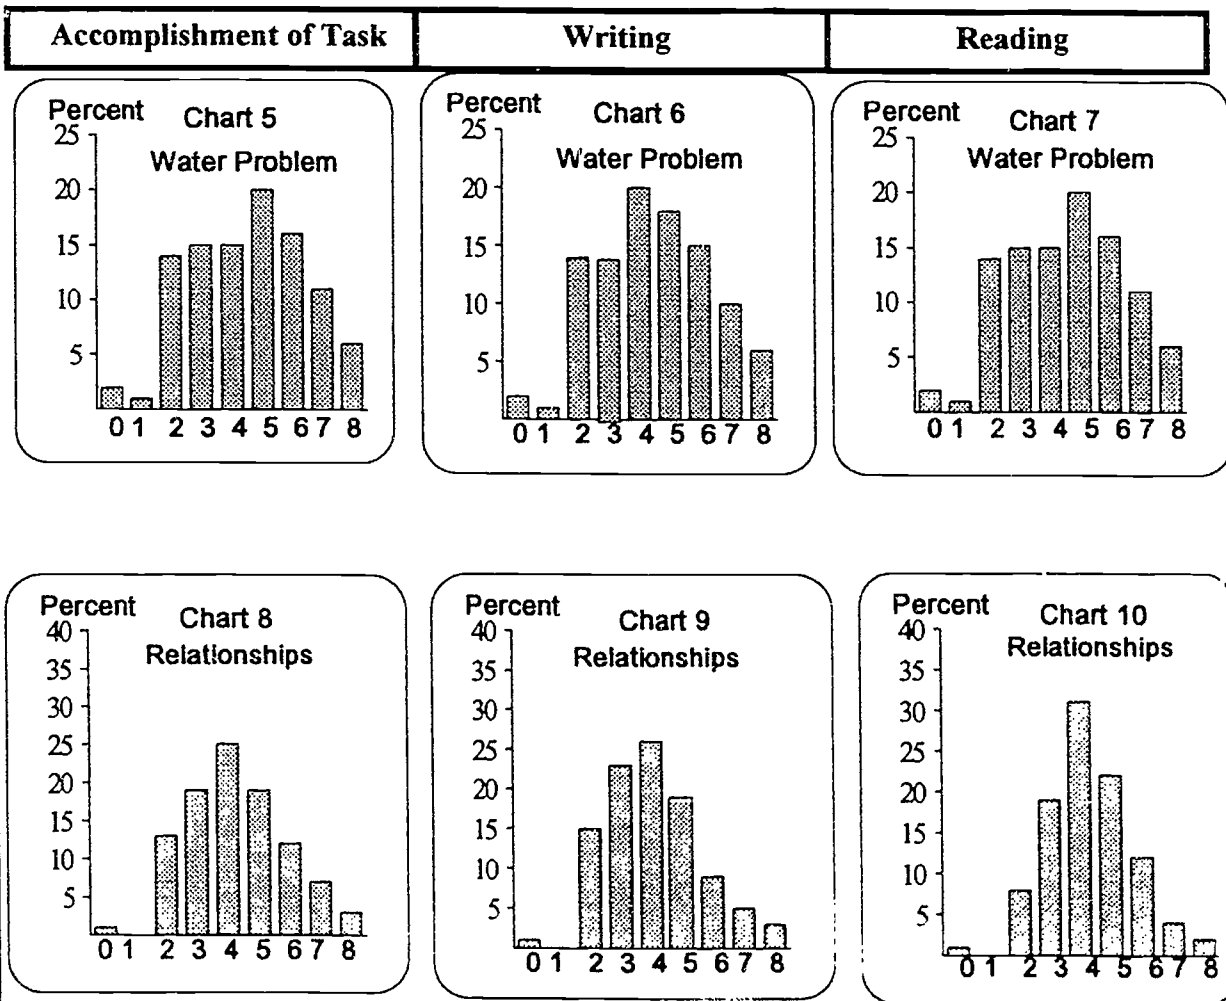 Accomplishment of Task Writing Reading
Percent Chart 5
Water Problem
25
20
15
10
5
0 1 2 3 4 5 6 7 8
Percent Chart 6
Water Problem
25
20
15
10
5
0 1 2 3 4 5 6 7 8
Percent Chart 7
Water Problem
25
20
15
10
5
0 1 2 3 4 5 6 7 8
Percent Chart 8
Relationships
40
35
30
25
20
15
10
5
0 1 2 3 4 5 6 7 8
Percent Chart 9
Relationships
40
35
30
25
20
15
10
5
0 1 2 3 4 5 6 7 8
Percent Chart 10
Relationships
40
35
30
25
20
15
10
5
0 1 2 3 4 5 6 7 8